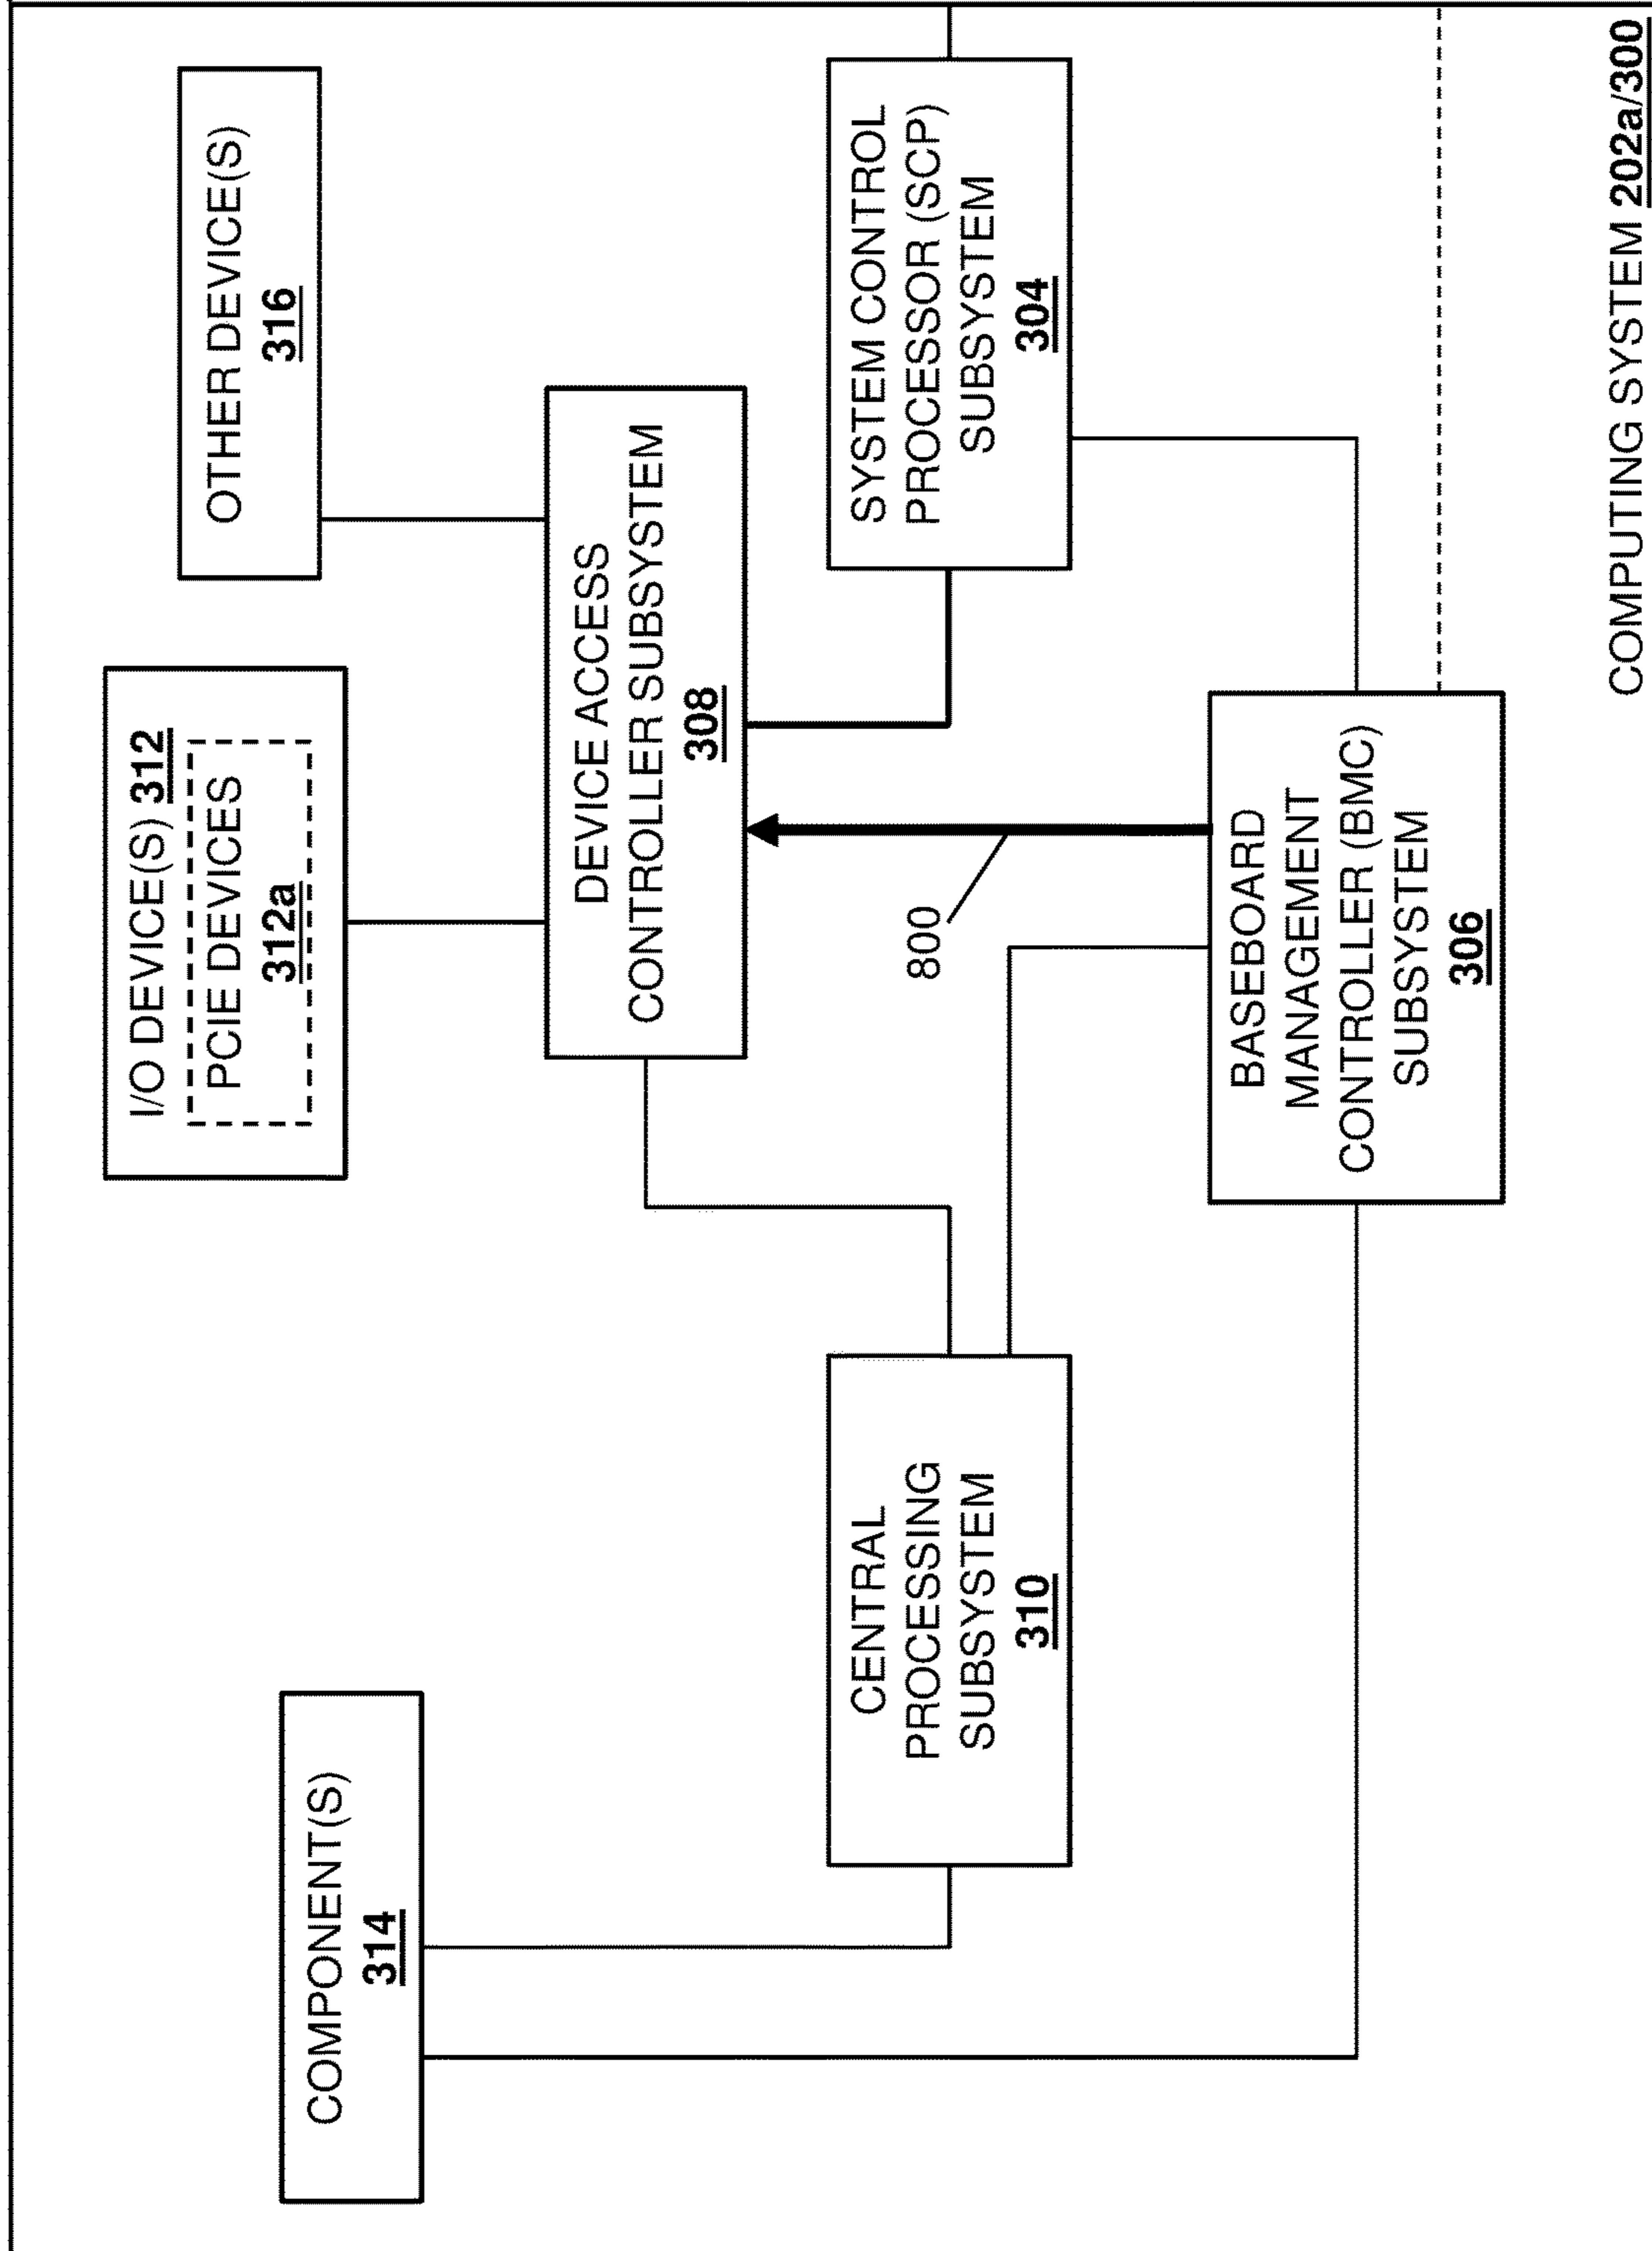 COMPONENT(S)
314
I/O DEVICE(S) 312
PCIE DEVICES
312a
OTHER DEVICE(S)
316
DEVICE ACCESS
CONTROLLER SUBSYSTEM
308
CENTRAL
PROCESSING
SUBSYSTEM
310
800
SYSTEM CONTROL
PROCESSOR (SCP)
SUBSYSTEM
304
BASEBOARD
MANAGEMENT
CONTROLLER (BMC)
SUBSYSTEM
306
COMPUTING SYSTEM 202a/300